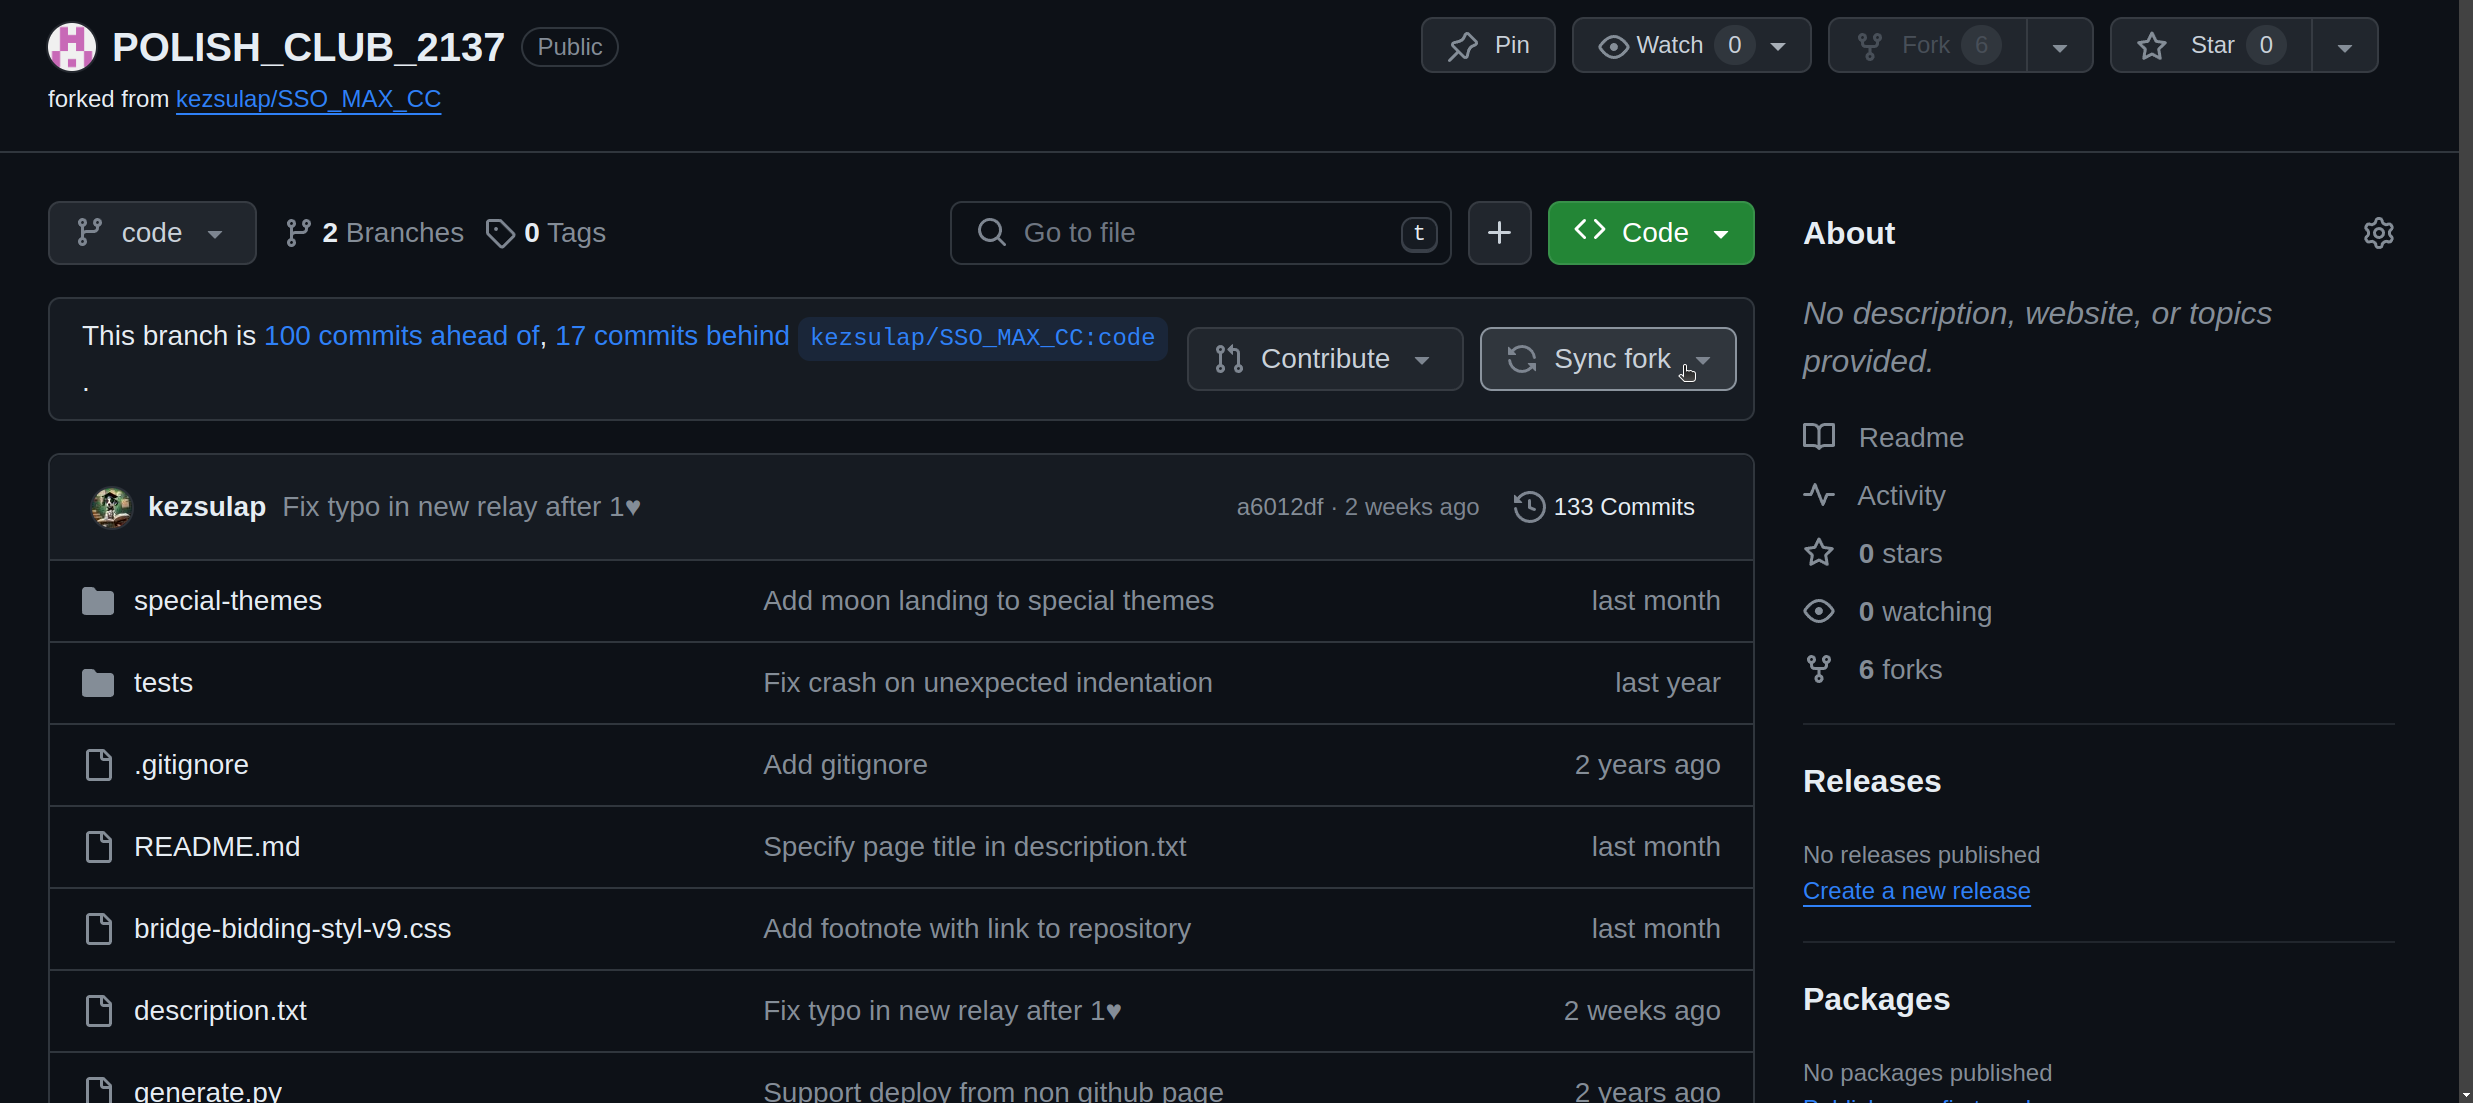 POLISH_CLUB_2137 Public Pin Watch 0 Fork 6 Star 0
forked from kezsulap/SSO_MAX_CC
code 2 Branches 0 Tags Go to file t Code
This branch is 100 commits ahead of, 17 commits behind kezsulap/SSO_MAX_CC:code
.
Contribute Sync fork
kezsulap Fix typo in new relay after 1♥ a6012df · 2 weeks ago 133 Commits
special-themes Add moon landing to special themes last month
tests Fix crash on unexpected indentation last year
.gitignore Add gitignore 2 years ago
README.md Specify page title in description.txt last month
bridge-bidding-styl-v9.css Add footnote with link to repository last month
description.txt Fix typo in new relay after 1♥ 2 weeks ago
generate.py Support deploy from non github page 2 years ago
About
No description, website, or topics
provided.
Readme
Activity
0 stars
0 watching
6 forks
Releases
No releases published
Create a new release
Packages
No packages published